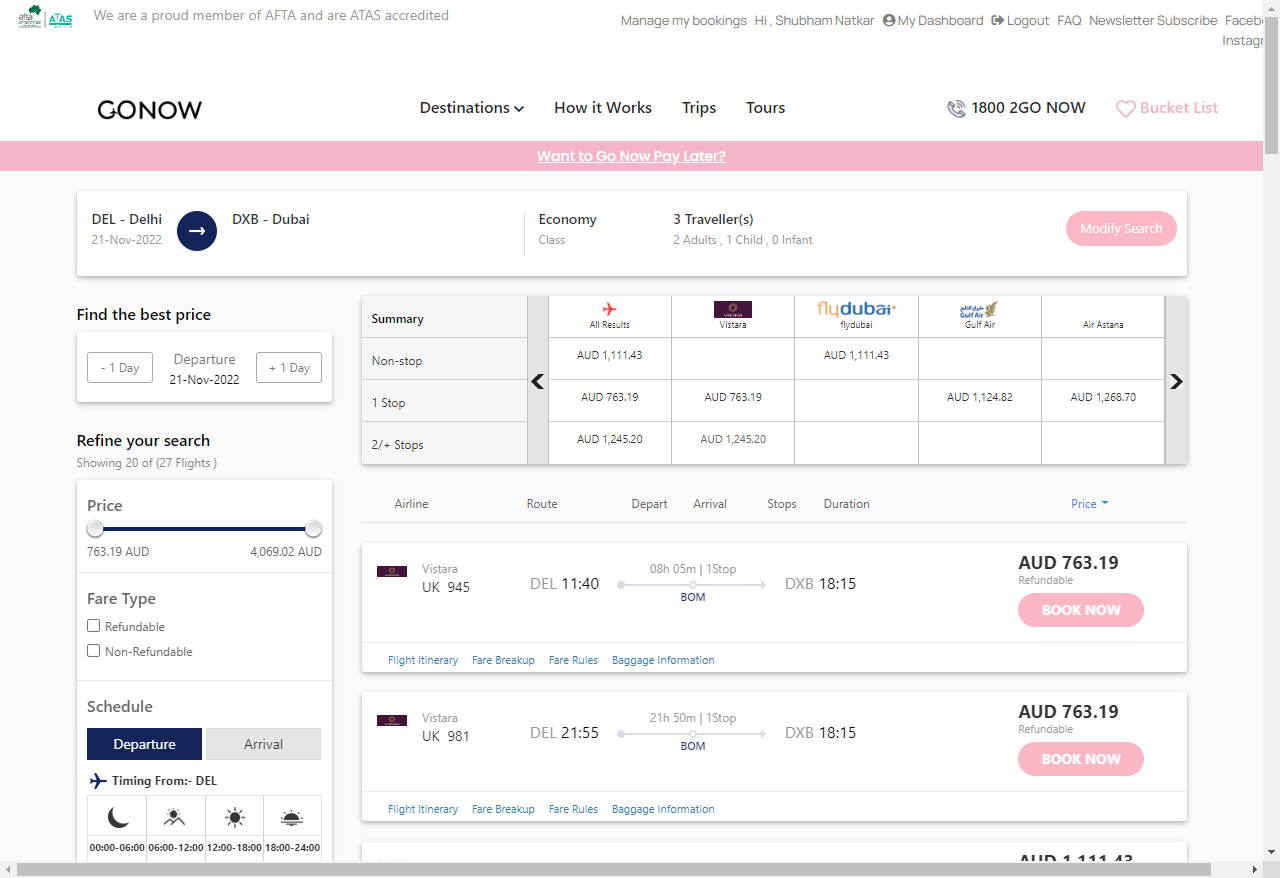 ATAS
We are a proud member of AFTA and are ATAS accredited
Manage my bookings Hi , Shubham Natkar My Dashboard Logout FAQ Newsletter Subscribe Facebo
Instagr
GONOW
Destinations How it Works Trips Tours
1800 2GO NOW
Bucket List
Want to Go Now Pay Later?
DEL - Delhi
21-Nov-2022
DXB - Dubai
Economy
Class
3 Traveller(s)
2 Adults , 1 Child , 0 Infant
Modify Search
Find the best price
- 1 Day
Departure
21-Nov-2022
+ 1 Day
Refine your search
Showing 20 of (27 Flights )
Price
763.19 AUD 4,069.02 AUD
Fare Type
Refundable
Non-Refundable
Schedule
Departure Arrival
Timing From:- DEL
00:00-06:00 06:00-12:00 12:00-18:00 18:00-24:00
Summary
All Results
Vistara
flydubai
flydubai
Gulf Air
Gulf Air
Air Astana
Non-stop AUD 1,111.43 AUD 1,111.43
1 Stop AUD 763.19 AUD 763.19 AUD 1,124.82 AUD 1,268.70
2/+ Stops AUD 1,245.20 AUD 1,245.20
Airline Route Depart Arrival Stops Duration Price
Vistara
UK 945
DEL 11:40
08h 05m | 1Stop
BOM
DXB 18:15
AUD 763.19
Refundable
BOOK NOW
Flight Itinerary Fare Breakup Fare Rules Baggage Information
Vistara
UK 981
DEL 21:55
21h 50m | 1Stop
BOM
DXB 18:15
AUD 763.19
Refundable
BOOK NOW
Flight Itinerary Fare Breakup Fare Rules Baggage Information
AUD 1,111.43